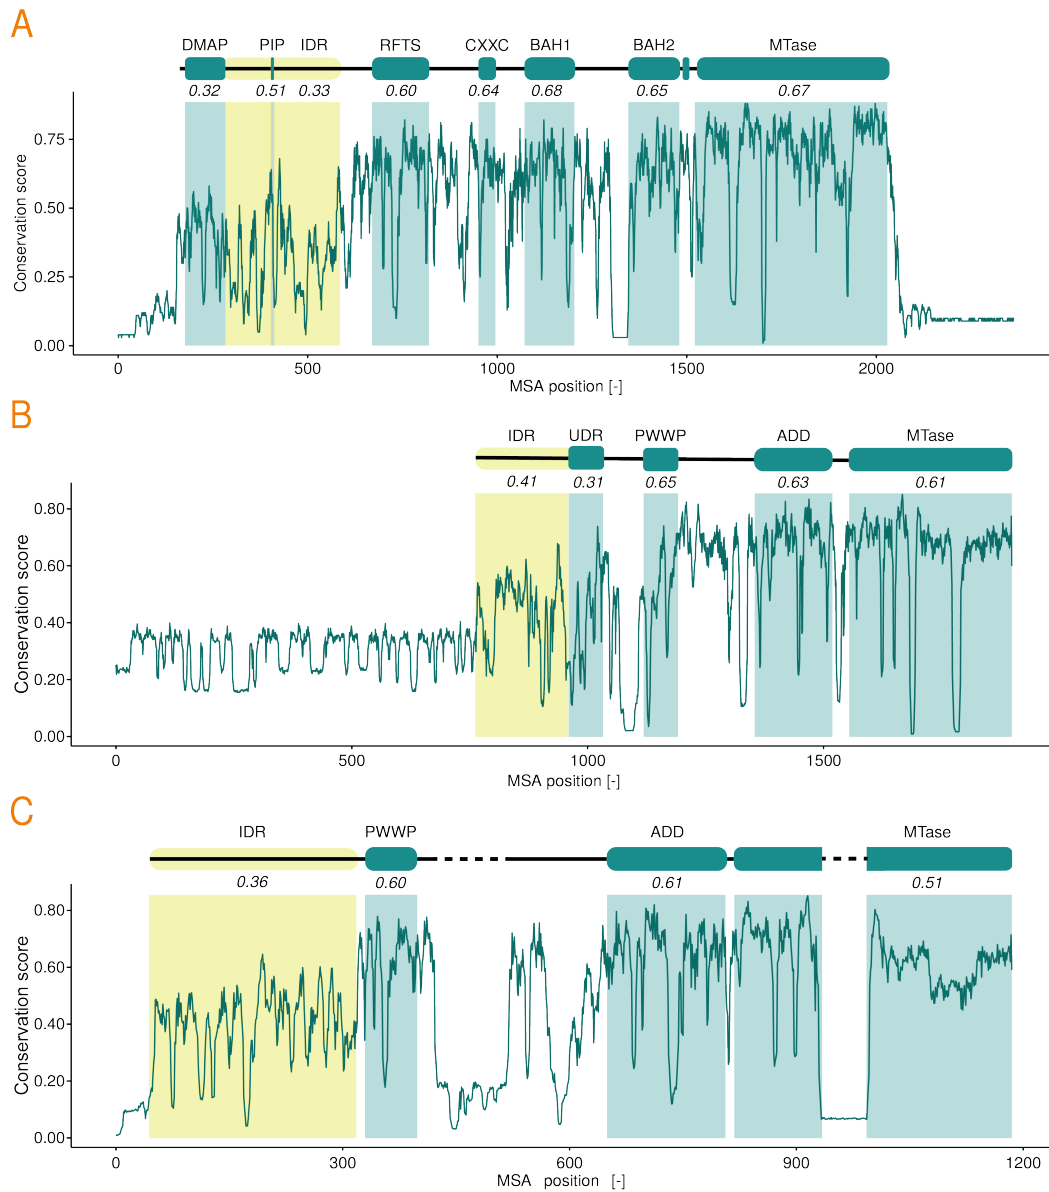 A
DMAP PIP IDR RFTS CXXC BAH1 BAH2 MTase
0.32 0.51 0.33 0.60 0.64 0.68 0.65 0.67
Conservation score
0.75
0.50
0.25
0.00
0 500 1000 1500 2000
MSA position [-]
B
IDR UDR PWWP ADD MTase
0.41 0.31 0.65 0.63 0.61
Conservation score
0.80
0.60
0.40
0.20
0.00
0 500 1000 1500
MSA position [-]
C
IDR PWWP ADD MTase
0.36 0.60 0.61 0.51
Conservation score
0.80
0.60
0.40
0.20
0.00
0 300 600 900 1200
MSA position [-]